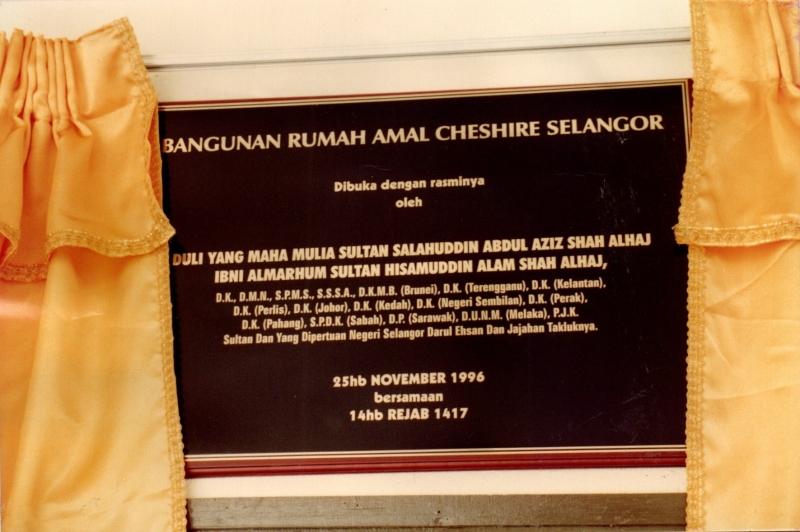 BANGUNAN RUMAH AMAL CHESHIRE SELANGOR
Dibuka dengan rasminya
oleh
DULI YANG MAHA MULIA SULTAN SALAHUDDIN ABDUL AZIZ SHAH ALHAJ
IBNI ALMARHUM SULTAN HISAMUDDIN ALAM SHAH ALHAJ,
D.K., D.M.N., S.P.M.S., S.S.S.A., D.K.M.B. (Brunei), D.K. (Terengganu), D.K. (Kelantan),
D.K. (Perlis), D.K. (Johor), D.K. (Kedah), D.K. (Negeri Sembilan), D.K. (Perak),
D.K. (Pahang), S.P.D.K. (Sabah), D.P. (Sarawak), D.U.N.M. (Melaka), P.J.K.
Sultan Dan Yang Dipertuan Negeri Selangor Darul Ehsan Dan Jajahan Takluknya.
25hb NOVEMBER 1996
bersamaan
14hb REJAB 1417